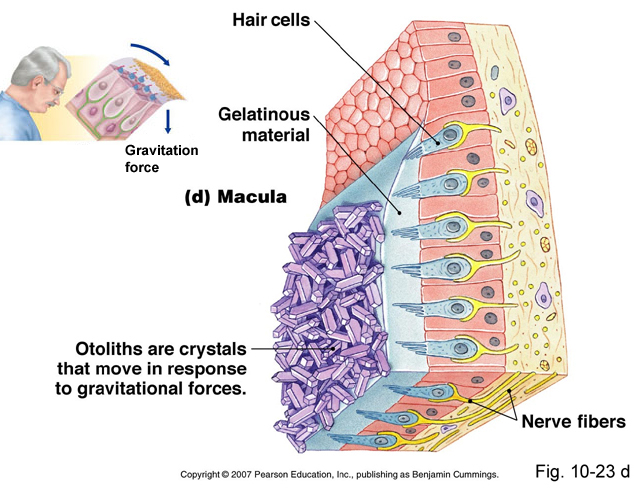 Hair cells
Gelatinous
material
Gravitation
force
(d) Macula
Otoliths are crystals
that move in response
to gravitational forces.
Nerve fibers
Copyright © 2007 Pearson Education, Inc., publishing as Benjamin Cummings.
Fig. 10-23 d